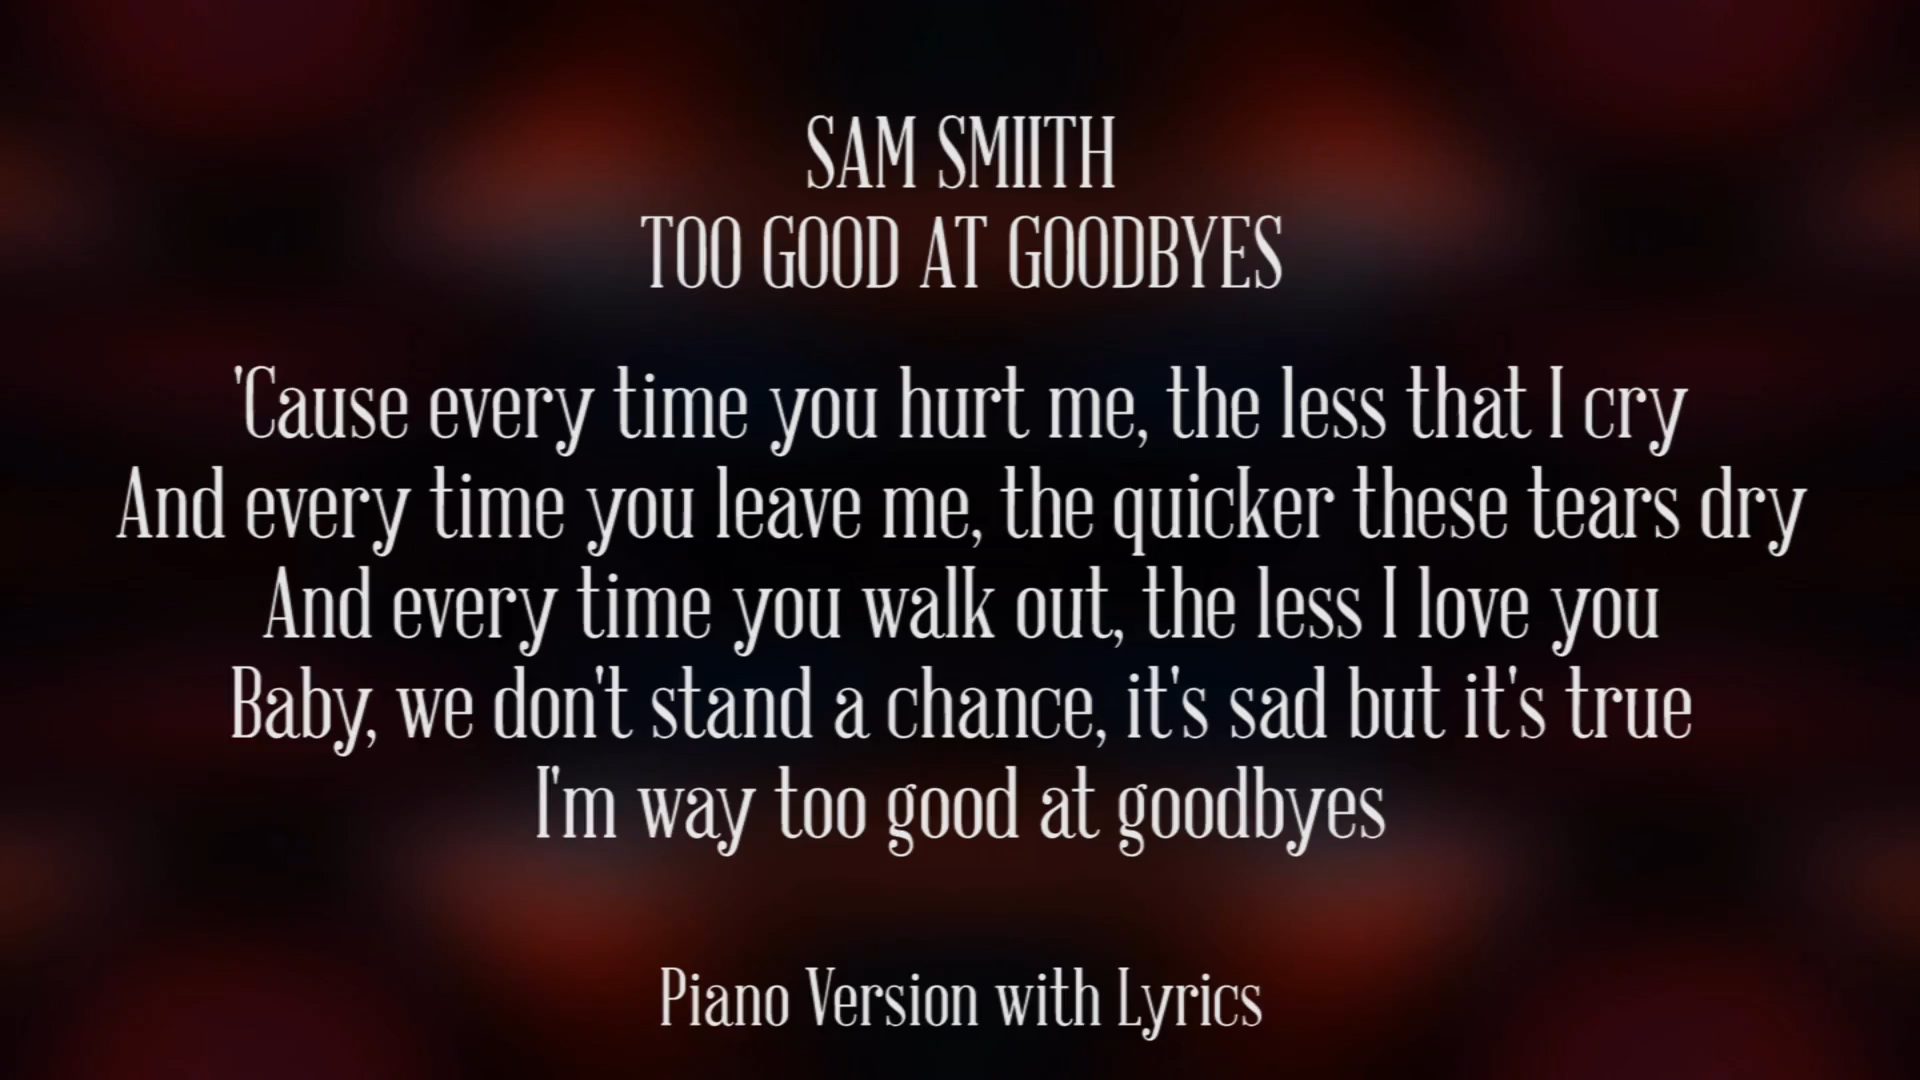 SAM SMIITH
TOO GOOD AT GOODBYES
'Cause every time you hurt me, the less that I cry
And every time you leave me, the quicker these tears dry
And every time you walk out, the less I love you
Baby, we don't stand a chance, it's sad but it's true
I'm way too good at goodbyes
Piano Version with Lyrics